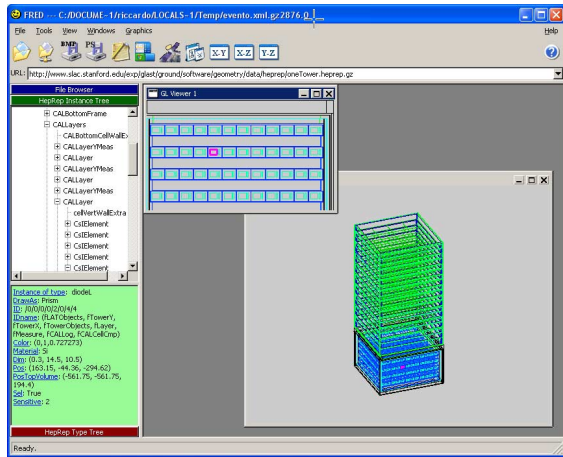 FRED --- C:/DOCUME~1/riccardo/LOCALS~1/Temp/evento.xml.gz2876.0
File Tools View Windows Graphics Help
BMP PS X-Y X-Z Y-Z
URL: http://www.slac.stanford.edu/exp/glast/ground/software/geometry/data/heprep/oneTower.heprep.gz
File Browser
HepRep Instance Tree
CALBottomFrame
CALLayers
CALBottomCellWallEx
CALLayerYMeas
CALLayer
CALLayerYMeas
CALLayer
CALLayerYMeas
CALLayer
cellVertWallExtra
CsIElement
CsIElement
CsIElement
CsIElement
GL Viewer 1
Instance of type: diodeL
DrawAs: Prism
ID: /0/0/0/0/2/0/4/4
IDname: (fLATObjects, fTowerY,
fTowerX, fTowerObjects, fLayer,
fMeasure, fCALLog, fCALCellCmp)
Color: (0,1,0.727273)
Material: Si
Dim: (0.3, 14.5, 10.5)
Pos: (163.15, -44.36, -294.62)
PosTopVolume: (-561.75, -561.75,
194.4)
Sel: True
Sensitive: 2
HepRep Type Tree
Ready.